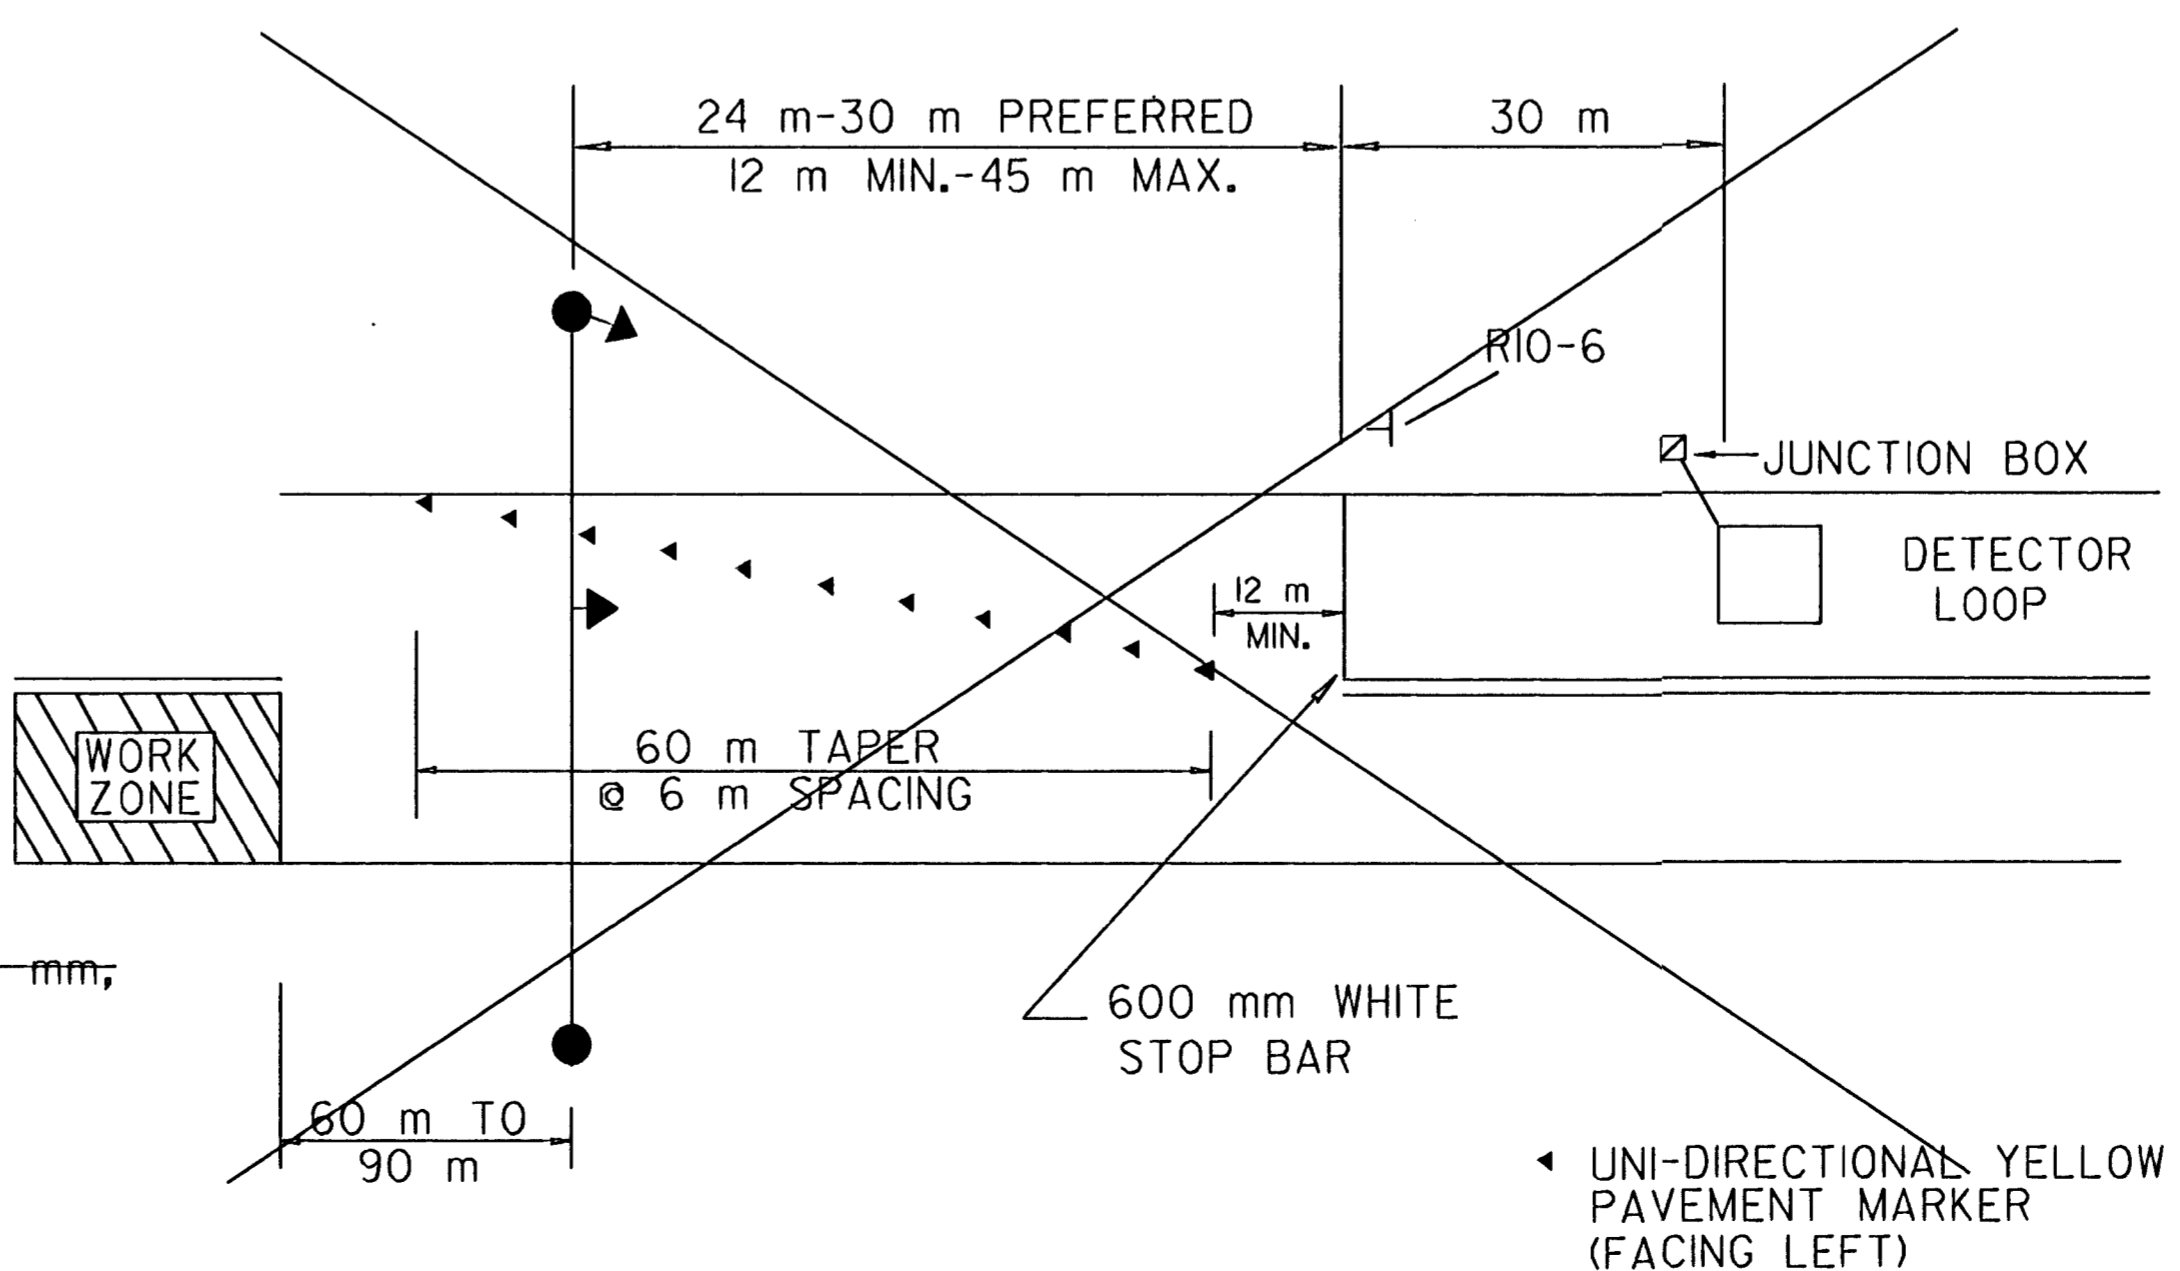 24 m-30 m PREFERRED
12 m MIN.-45 m MAX.
30 m
R10-6
JUNCTION BOX
DETECTOR
LOOP
12 m
MIN.
WORK
ZONE
60 m TAPER
@ 6 m SPACING
mm,
600 mm WHITE
STOP BAR
60 m TO
90 m
UNI-DIRECTIONAL YELLOW
PAVEMENT MARKER
(FACING LEFT)